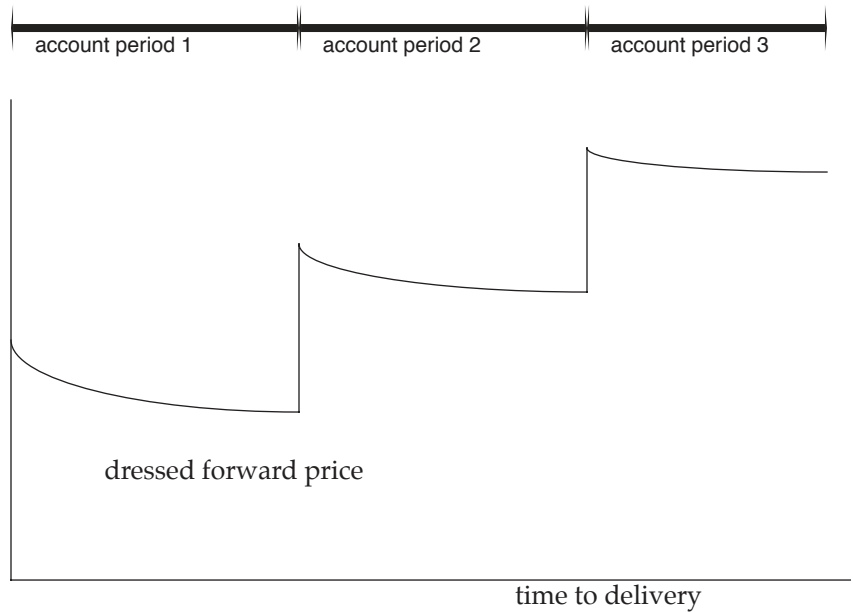 account period 1
account period 2
account period 3
dressed forward price
time to delivery